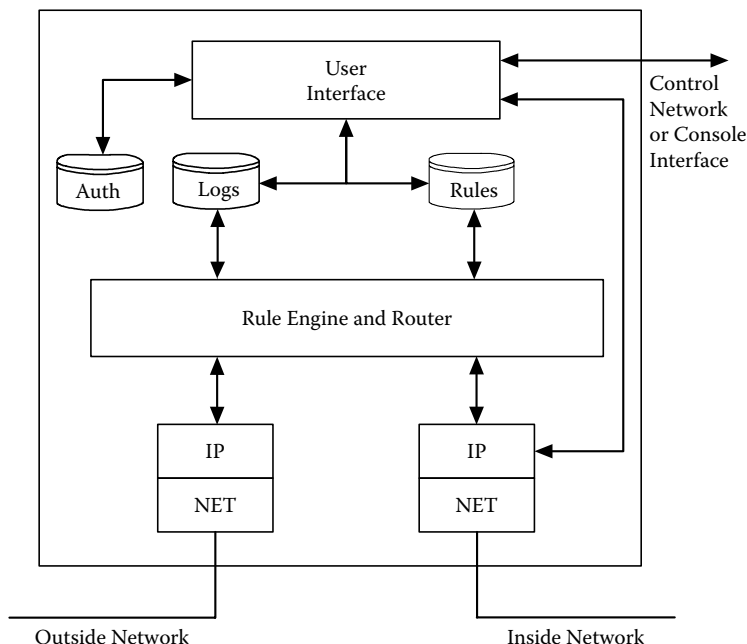 User
Interface
Control
Network
or Console
Interface
Auth
Logs
Rules
Rule Engine and Router
IP
IP
NET
NET
Outside Network
Inside Network